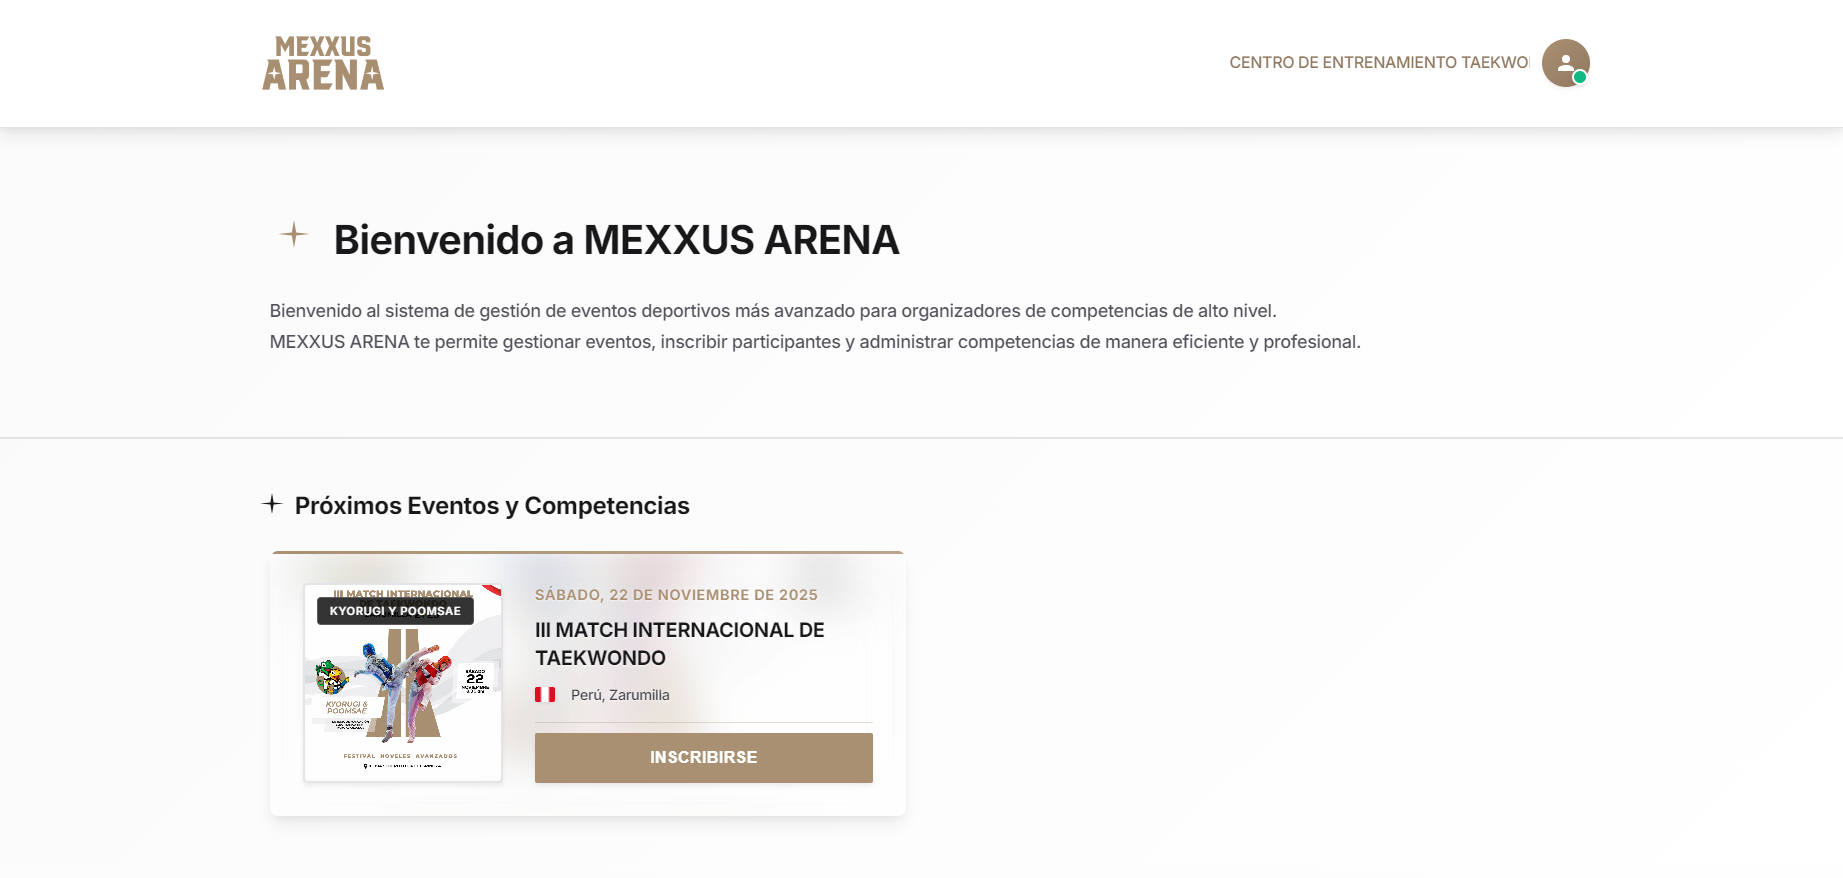 MEXXUS
ARENA
CENTRO DE ENTRENAMIENTO
Bienvenido a MEXXUS ARENA
Bienvenido al sistema de gestión de eventos deportivos más avanzado para organizadores de competencias de alto nivel.
MEXXUS ARENA te permite gestionar eventos, inscribir participantes y administrar competencias de manera eficiente y profesional.
Próximos Eventos y Competencias
III MATCH INTERNACIONAL
KYORUGI Y POOMSAE
SÁBADO
22
NOVIEMBRE
KYORUGI &
POOMSAE
FESTIVAL NOVELES AVANZADOS
SÁBADO, 22 DE NOVIEMBRE DE 2025
III MATCH INTERNACIONAL DE
TAEKWONDO
Perú, Zarumilla
INSCRIBIRSE